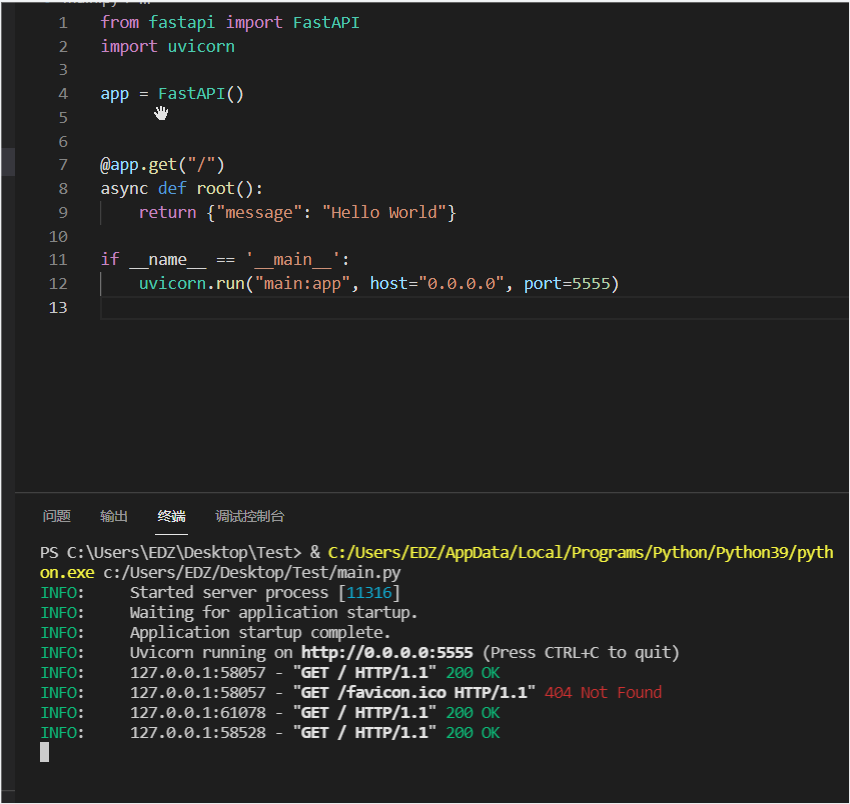 1 from fastapi import FastAPI
2 import uvicorn
3
4 app = FastAPI()
5
6
7 @app.get("/")
8 async def root():
9 return {"message": "Hello World"}
10
11 if __name__ == '__main__':
12 uvicorn.run("main:app", host="0.0.0.0", port=5555)
13
问题 输出 终端 调试控制台
PS C:\Users\EDZ\Desktop\Test> & C:/Users/EDZ/AppData/Local/Programs/Python/Python39/pyth
on.exe c:/Users/EDZ/Desktop/Test/main.py
INFO: Started server process [11316]
INFO: Waiting for application startup.
INFO: Application startup complete.
INFO: Uvicorn running on http://0.0.0.0:5555 (Press CTRL+C to quit)
INFO: 127.0.0.1:58057 - "GET / HTTP/1.1" 200 OK
INFO: 127.0.0.1:58057 - "GET /favicon.ico HTTP/1.1" 404 Not Found
INFO: 127.0.0.1:61078 - "GET / HTTP/1.1" 200 OK
INFO: 127.0.0.1:58528 - "GET / HTTP/1.1" 200 OK